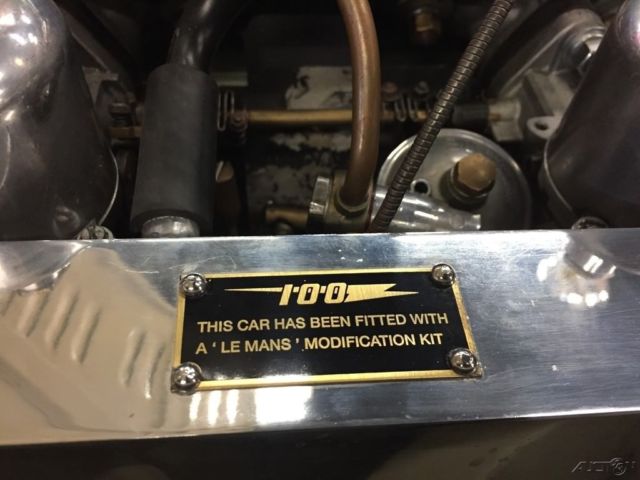 100
THIS CAR HAS BEEN FITTED WITH
A ' LE MANS ' MODIFICATION KIT